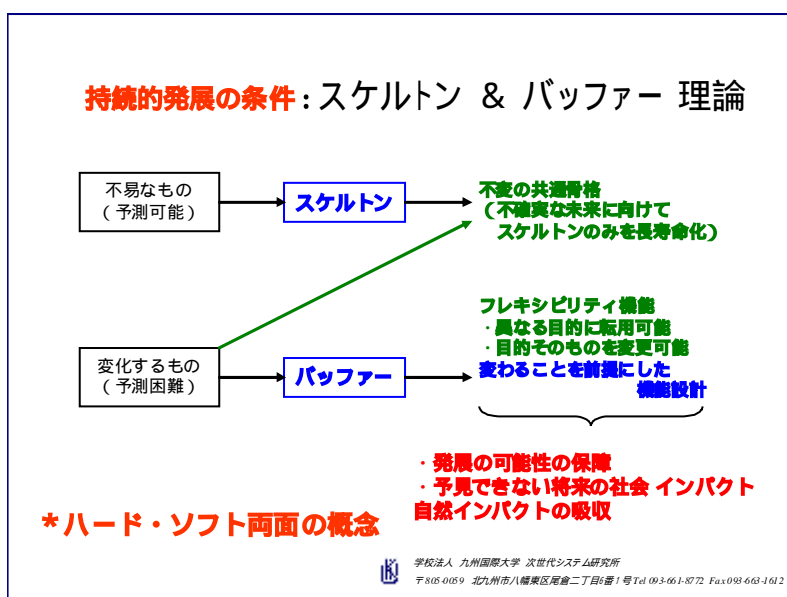 持続的発展の条件:スケルトン & バッファー 理論
不易なもの
(予測可能)
スケルトン
不変の共通骨格
(不確実な未来に向けて
スケルトンのみを長寿命化)
変化するもの
(予測困難)
バッファー
フレキシビリティ機能
・異なる目的に転用可能
・目的そのものを変更可能
変わることを前提にした
機能設計
・発展の可能性の保障
・予見できない将来の社会 インパクト
自然インパクトの吸収
*ハード・ソフト両面の概念
学校法人 九州国際大学 次世代システム研究所
〒805-0059 北九州市八幡東区尾倉二丁目6番1号 Tel 093-661-8772 Fax 093-663-1612